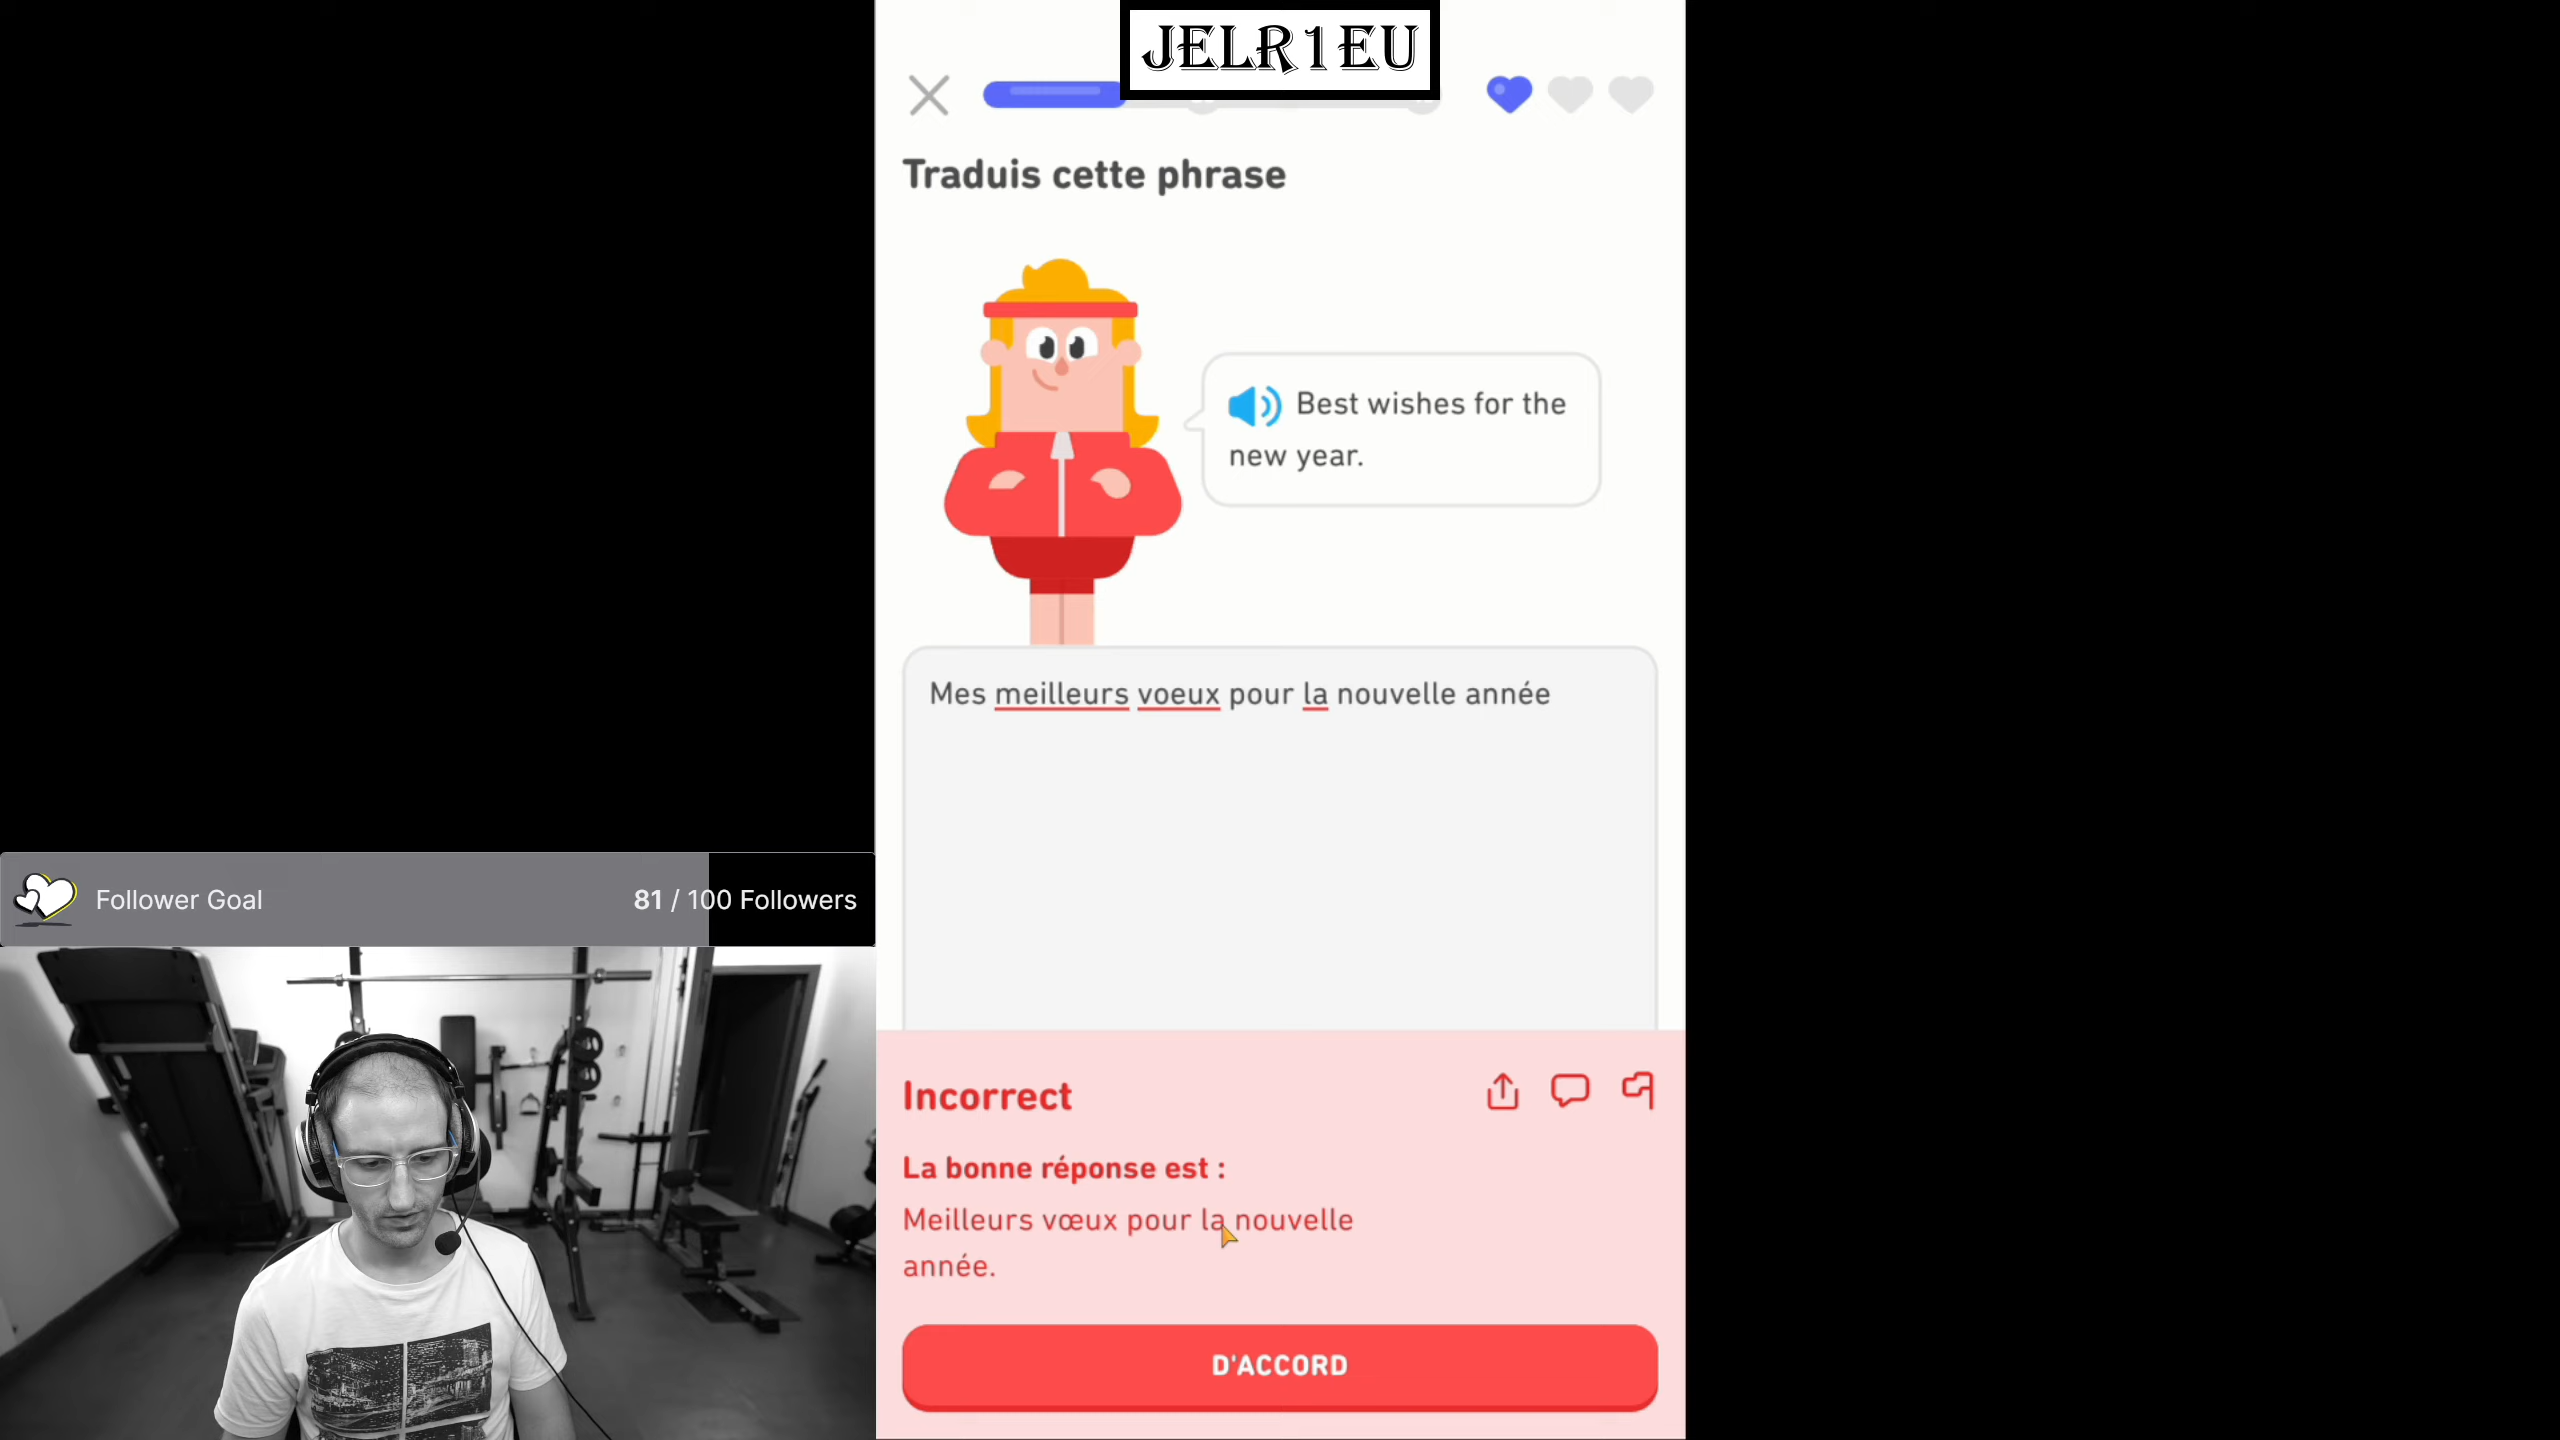 JELR1EU
Traduis cette phrase
Best wishes for the
new year.
Mes meilleurs voeux pour la nouvelle année
Follower Goal
81 / 100 Followers
Incorrect
La bonne réponse est :
Meilleurs vœux pour la nouvelle
année.
D'ACCORD